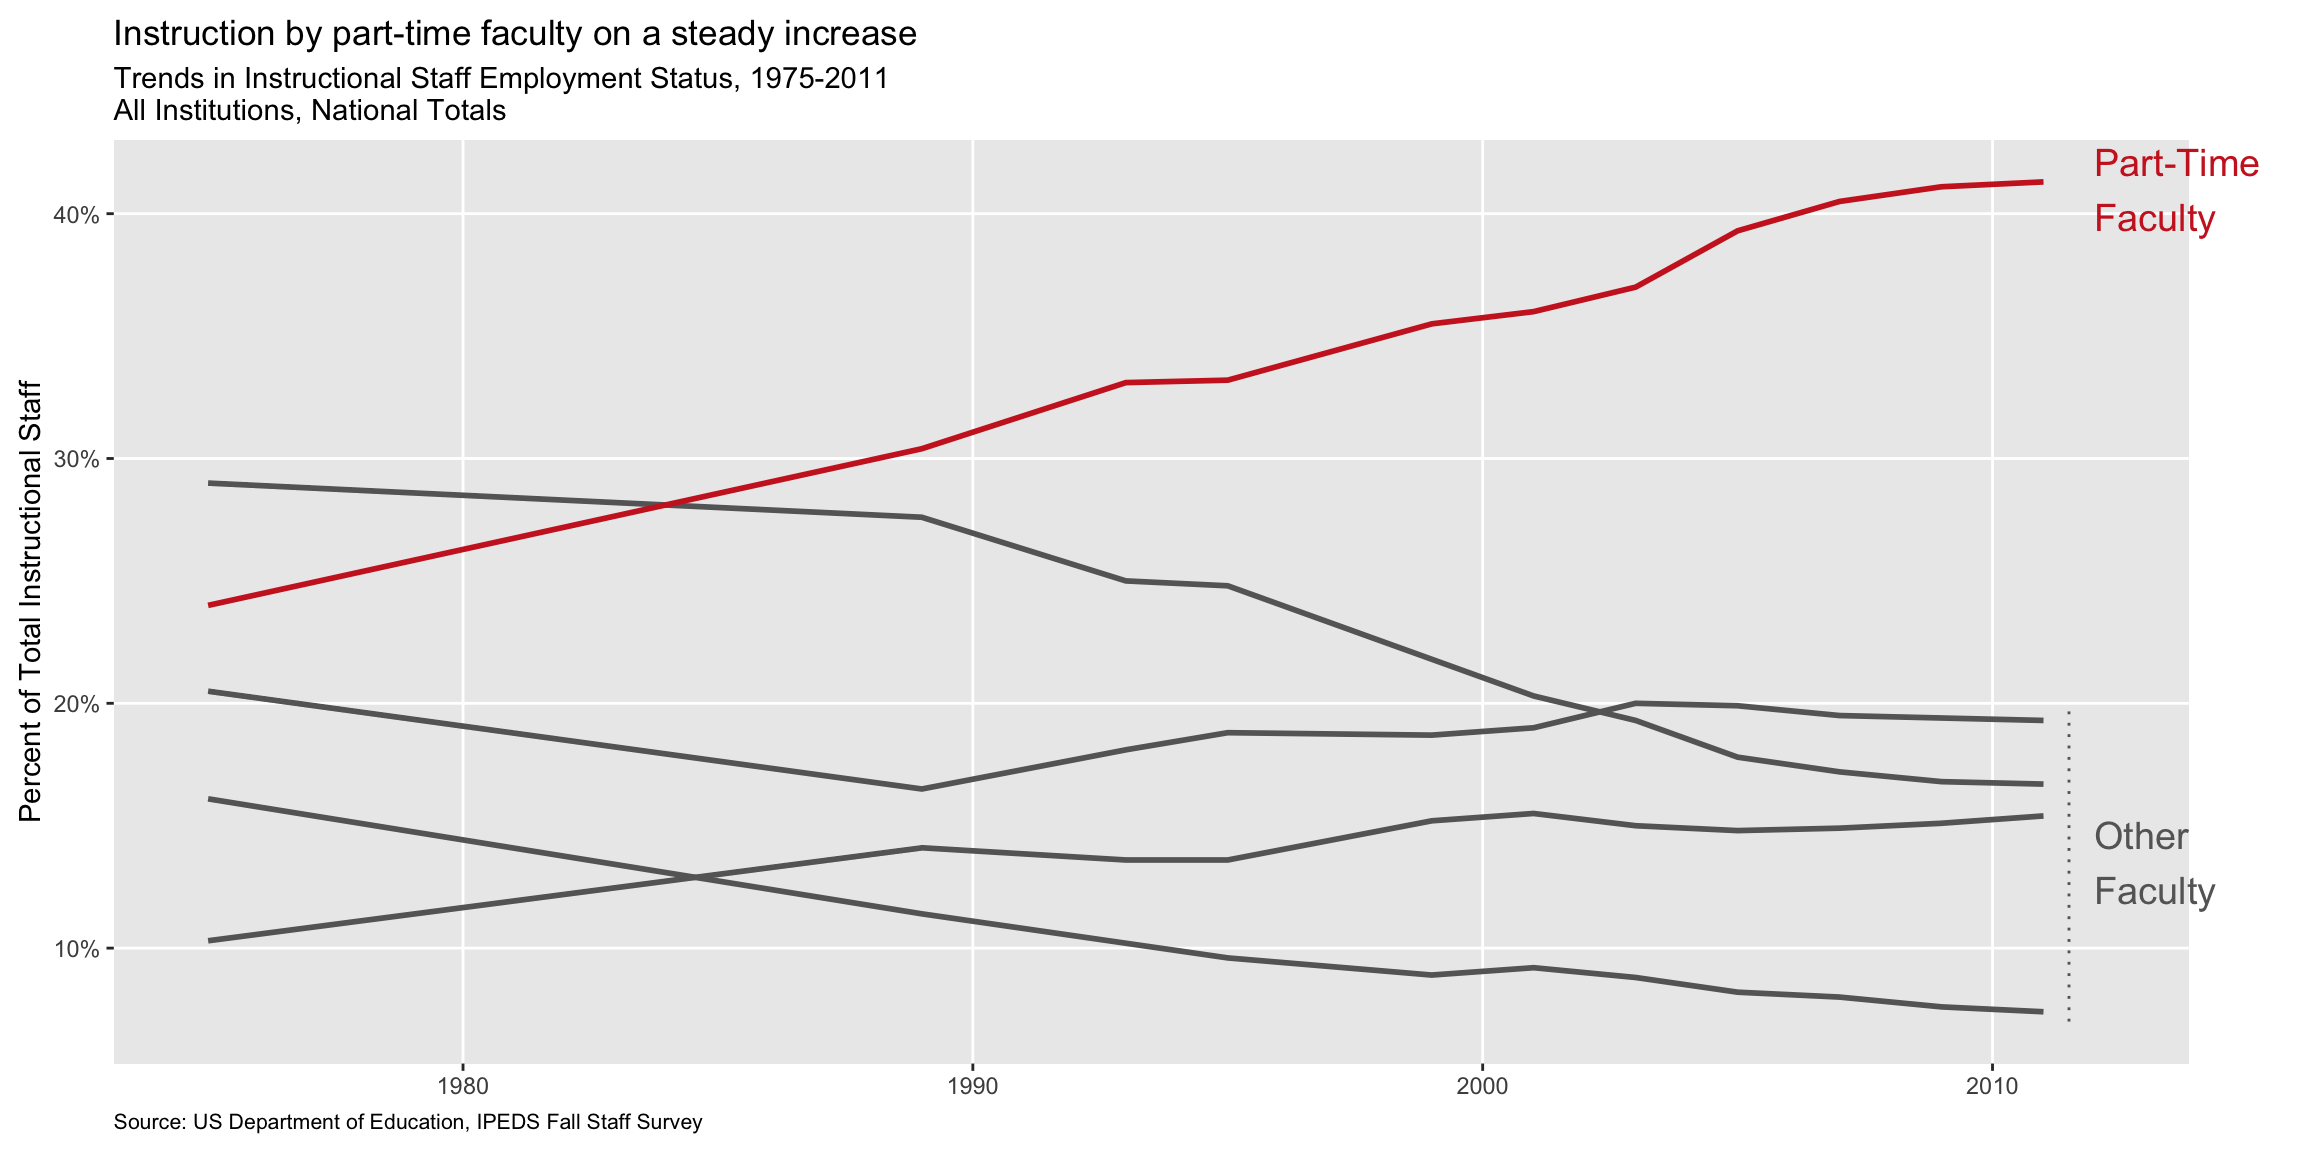 Instruction by part-time faculty on a steady increase
Trends in Instructional Staff Employment Status, 1975-2011
All Institutions, National Totals
Percent of Total Instructional Staff
40%
30%
20%
10%
Part-Time
Faculty
Other
Faculty
1980
1990
2000
2010
Source: US Department of Education, IPEDS Fall Staff Survey